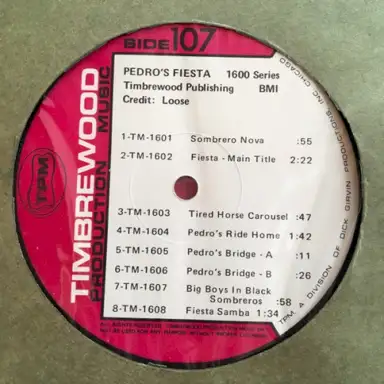 SIDE 107
PEDRO'S FIESTA 1600 Series
Timbrewood Publishing BMI
Credit: Loose
1-TM-1601 Sombrero Nova :55
2-TM-1602 Fiesta - Main Title 2:22
3-TM-1603 Tired Horse Carousel :47
4-TM-1604 Pedro's Ride Home 1:42
5-TM-1605 Pedro's Bridge - A :11
6-TM-1606 Pedro's Bridge - B :26
7-TM-1607 Big Boys In Black
Sombreros :58
8-TM-1608 Fiesta Samba 1:34
TIMBREWOOD
PRODUCTION MUSIC
TPM
TPM A DIVISION OF DICK GIRVIN
PRODUCTIONS INC CHICAGO
ALL RIGHTS RESERVED